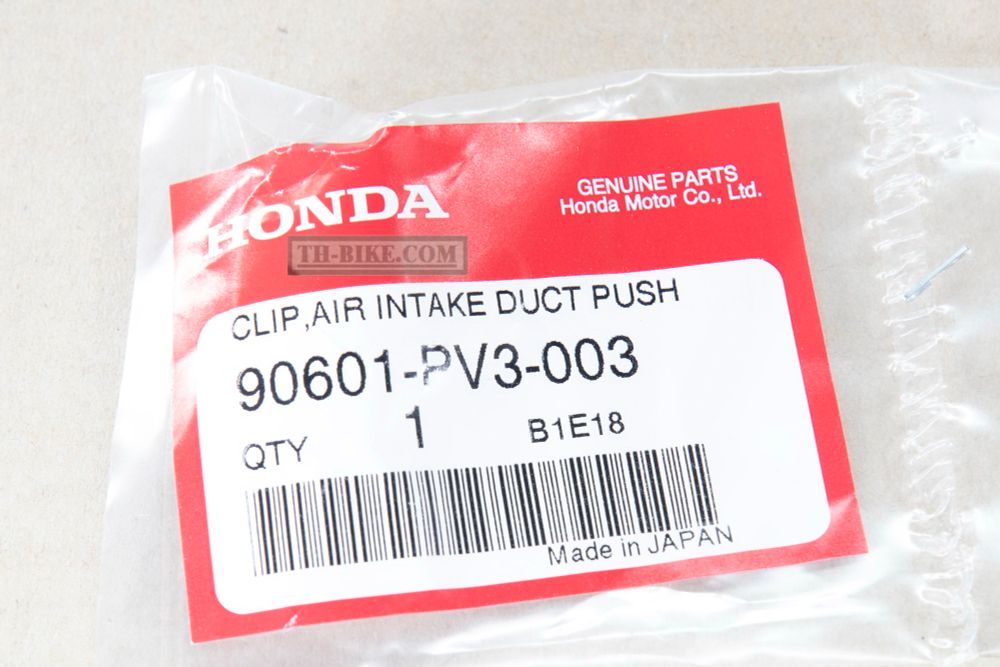 HONDA
GENUINE PARTS
Honda Motor Co., Ltd.
TH-BIKE.COM
CLIP,AIR INTAKE DUCT PUSH
90601-PV3-003
QTY 1 B1E18
Made in JAPAN